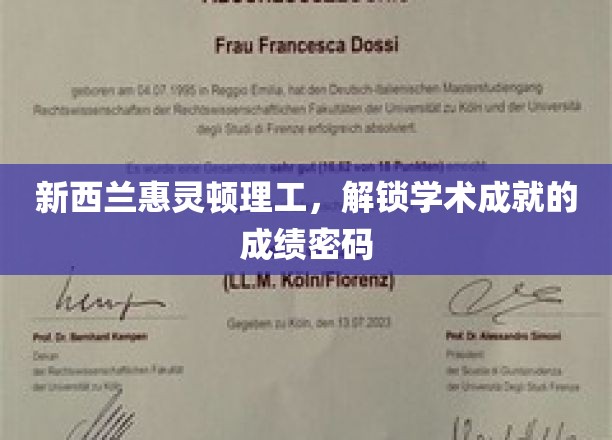 Frau Francesca Dossi
geboren am 04.07.1995 in Reggio Emilia, hat den Deutsch-Italienischen Masterstudiengang
Rechtswissenschaften der Rechtswissenschaftlichen Fakultäten der Universität zu Köln und der Università
degli Studi di Firenze erfolgreich absolviert.
新西兰惠灵顿理工，解锁学术成就的
成绩密码
(LL.M. Köln/Florenz)
Gegeben zu Köln, den 13.07.2023
Prof. Dr. Bernhard Kempen
Dekan
der Rechtswissenschaftlichen Fakultät
der Universität zu Köln
Prof. Dr. Alessandro Simoni
Präsident
der Scuola di Giurisprudenza
der Università Degli Studi Firenze